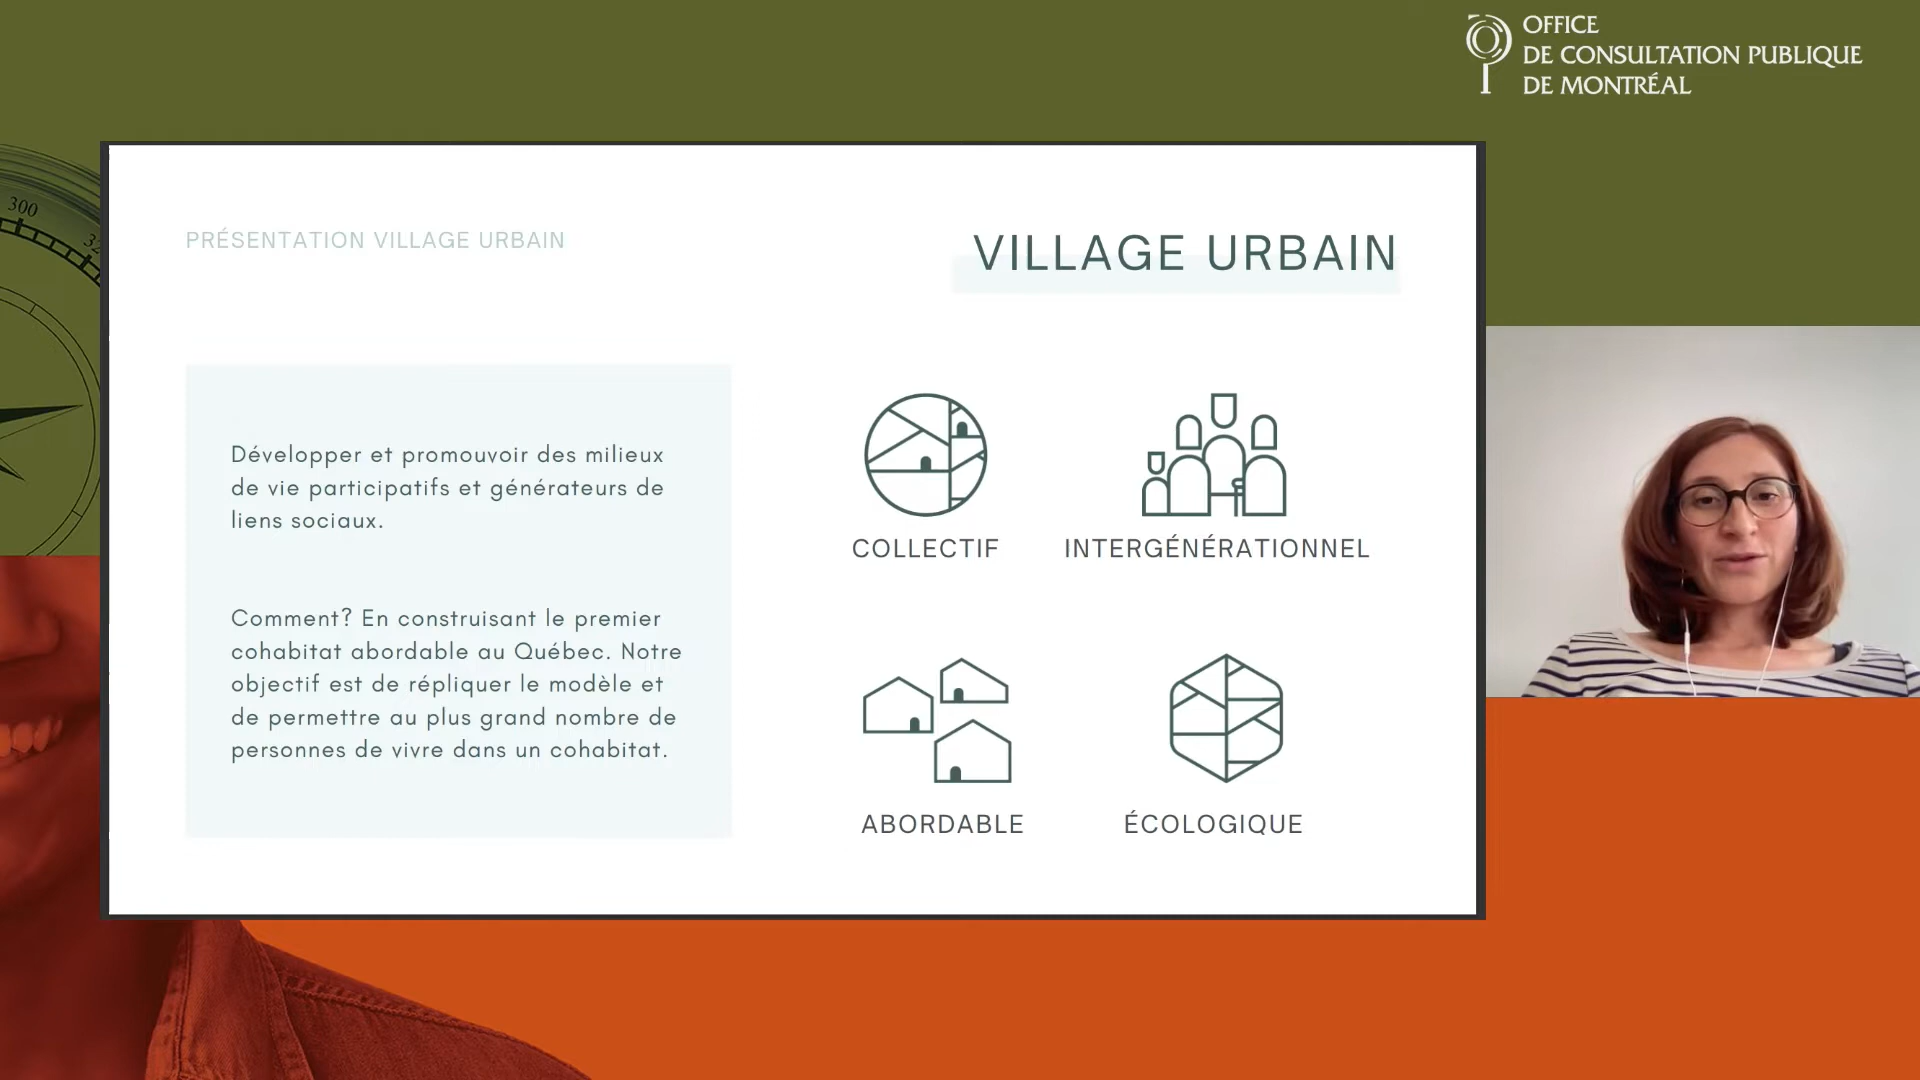 OFFICE
DE CONSULTATION PUBLIQUE
DE MONTRÉAL
300
PRÉSENTATION VILLAGE URBAIN
VILLAGE URBAIN
Développer et promouvoir des milieux
de vie participatifs et générateurs de
liens sociaux.
Comment? En construisant le premier
cohabitat abordable au Québec. Notre
objectif est de répliquer le modèle et
de permettre au plus grand nombre de
personnes de vivre dans un cohabitat.
COLLECTIF
INTERGÉNÉRATIONNEL
ABORDABLE
ÉCOLOGIQUE